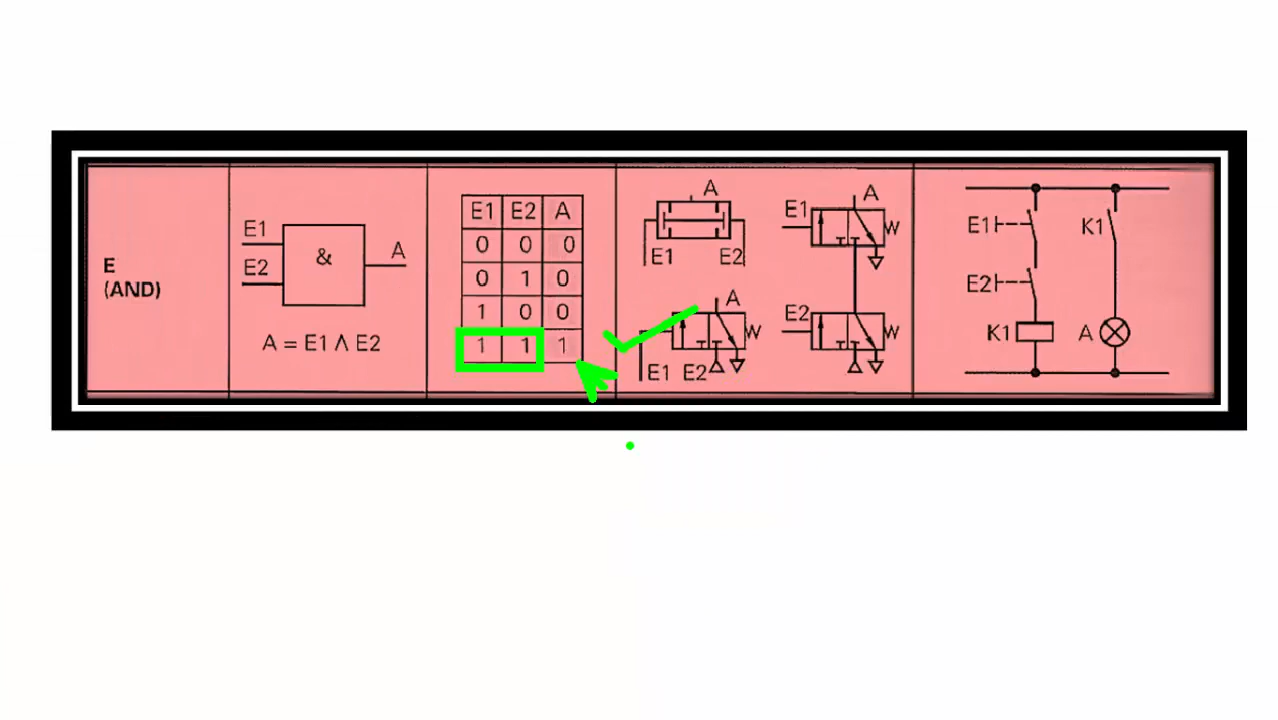 E
(AND)
E1
E2
&
A
A = E1 Λ E2
E1 E2 A
0 0 0
0 1 0
1 0 0
1 1 1
A
E1 E2
A
E1 E2
W
A
E1
W
E2
W
E1
E2
K1
K1
A